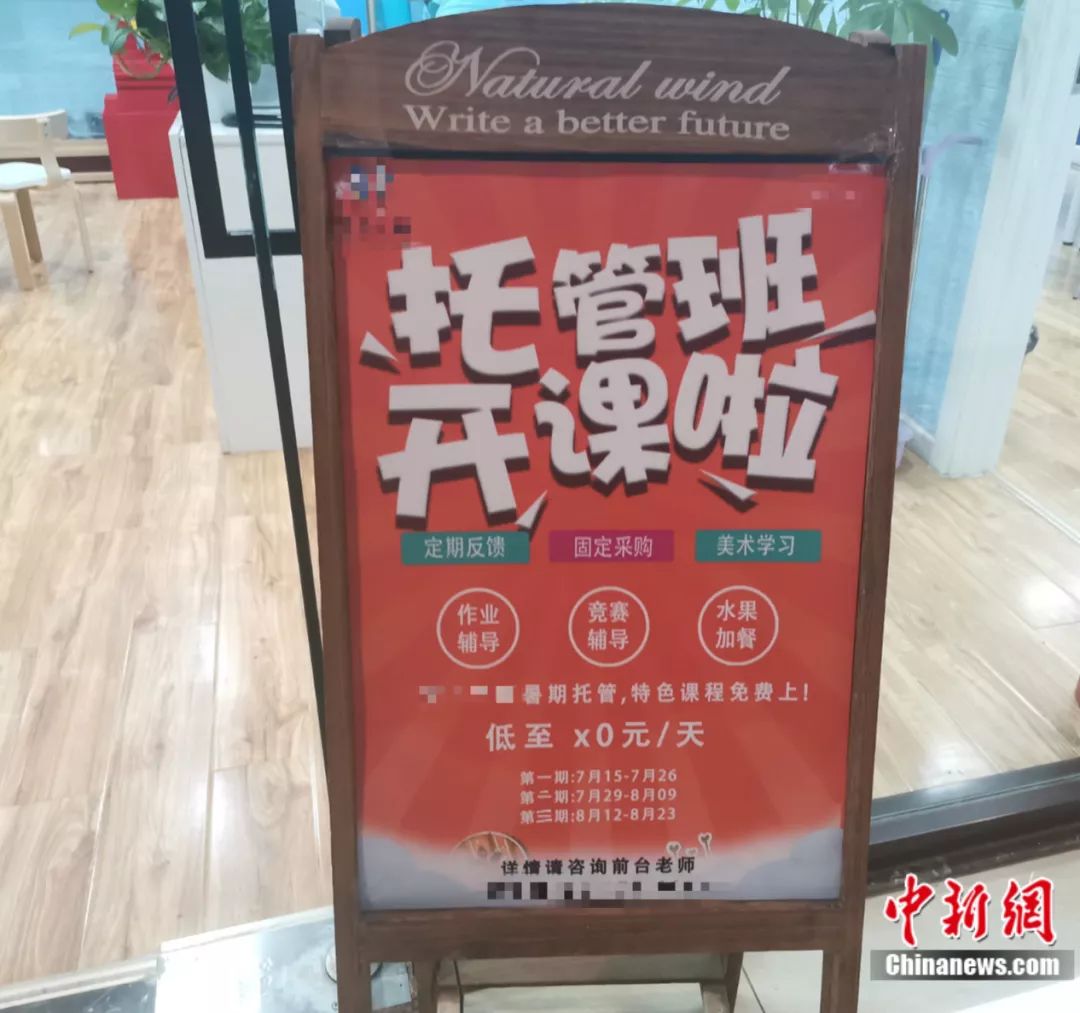 Natural wind
Write a better future
托管班
开课啦
定期反馈 固定采购 美术学习
作业辅导 竞赛辅导 水果加餐
暑期托管,特色课程免费上!
低至 x0元/天
第一期:7月15-7月26
第二期:7月29-8月09
第三期:8月12-8月23
详情请咨询前台老师
中新网
Chinanews.com